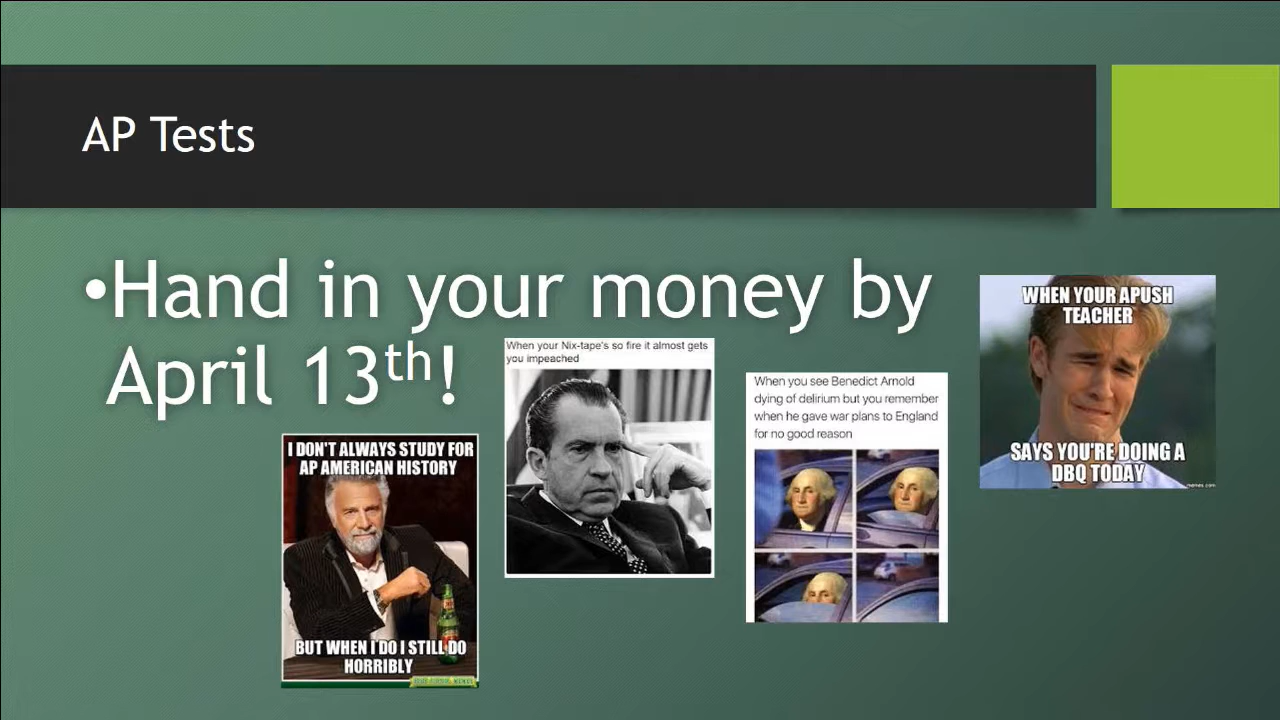 AP Tests
•Hand in your money by
April 13th!
When your Nix-tape's so fire it almost gets
you impeached
When you see Benedict Arnold
dying of delirium but you remember
when he gave war plans to England
for no good reason
WHEN YOUR APUSH
TEACHER
SAYS YOU'RE DOING A
DBQ TODAY
I DON'T ALWAYS STUDY FOR
AP AMERICAN HISTORY
BUT WHEN I DO I STILL DO
HORRIBLY